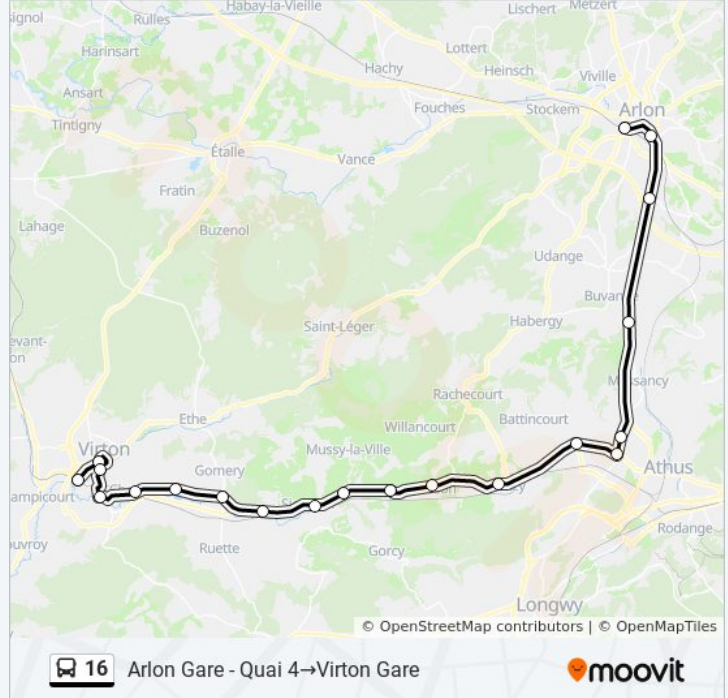 Habay-la-Vieille
Lischert
Metzert
Rulles
Harinsart
Lottert
Hachy
Heinsch
Viville
Ansart
Fouches
Stockem
Arlon
Tintigny
Étalle
Vance
Fratin
Lahage
Buzenol
Udange
Saint-Léger
Habergy
Rachecourt
Ethe
Willancourt
Battincourt
Virton
Mussy-la-Ville
Gomery
Athus
ampicourt
Ruette
Gorcy
Rodange
Longwy
© OpenStreetMap contributors | © OpenMapTiles
16 Arlon Gare - Quai 4→Virton Gare
moovit